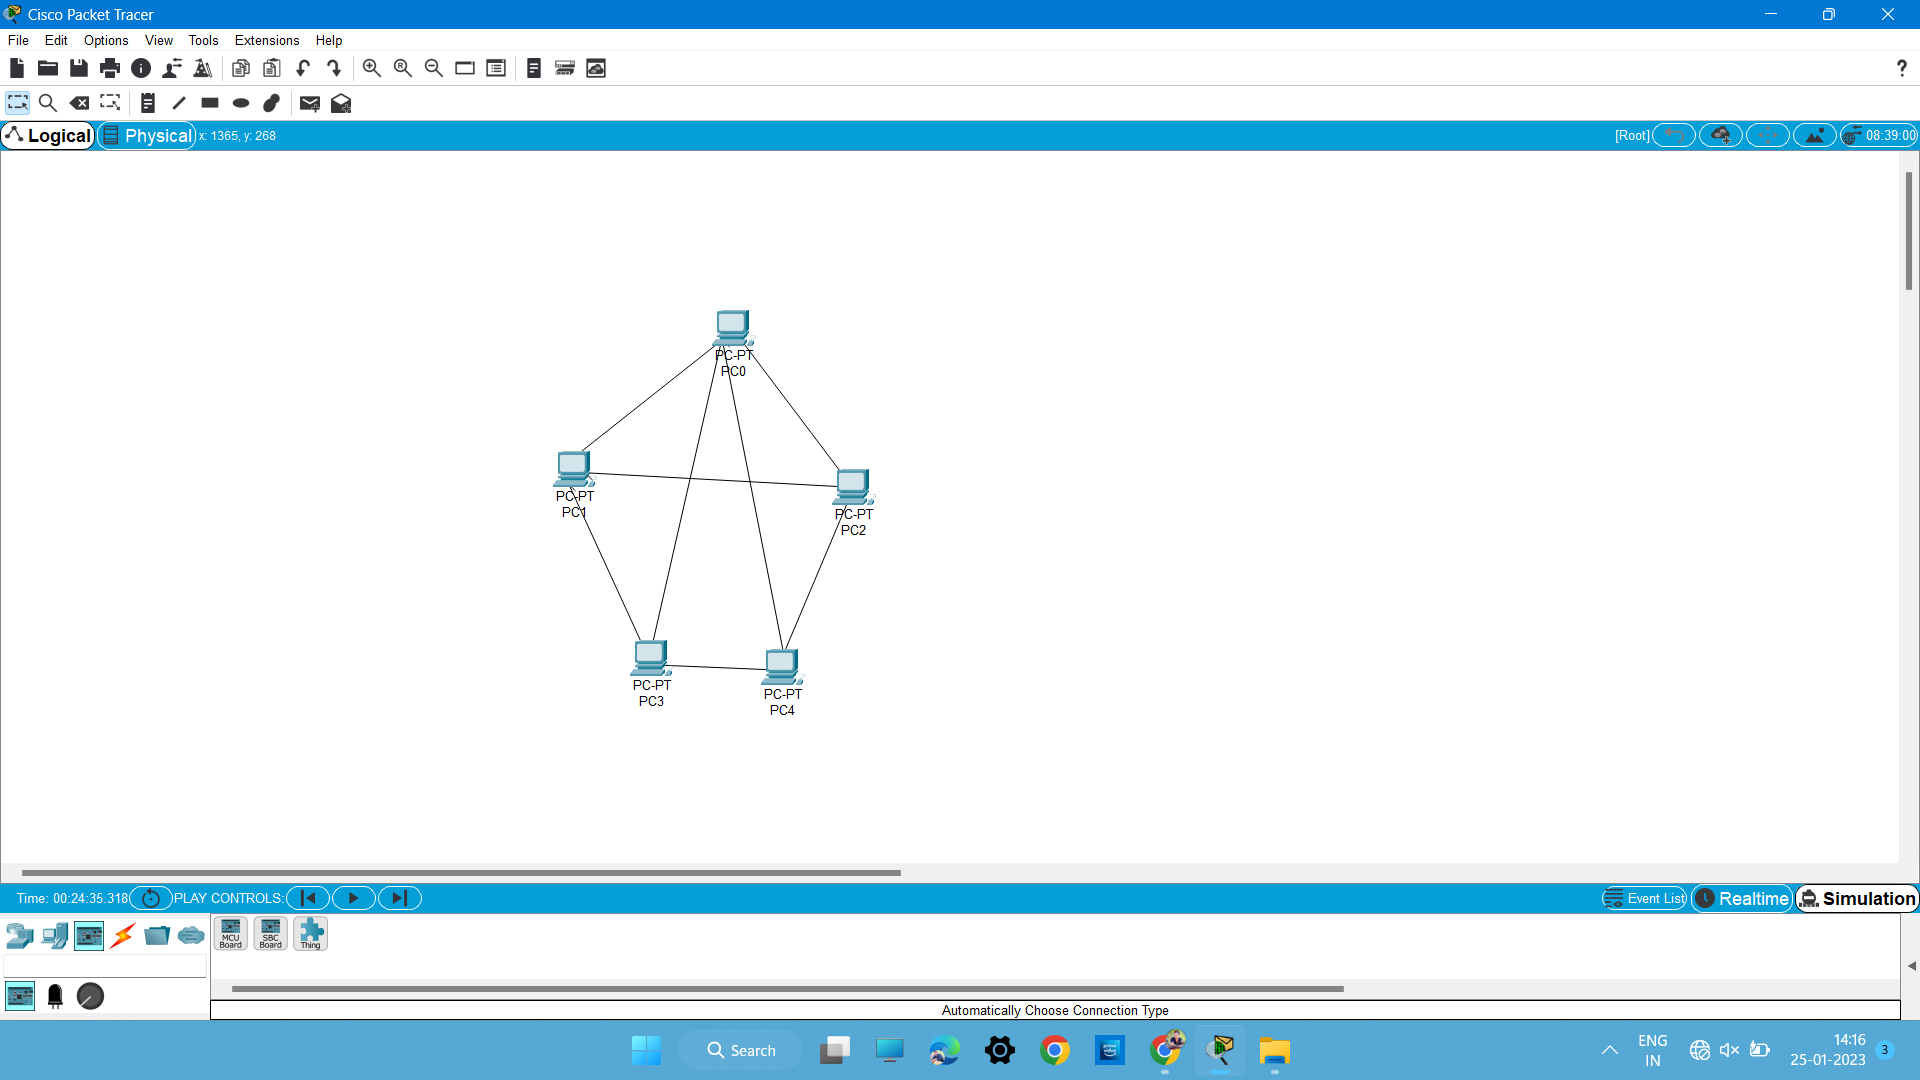 Cisco Packet Tracer
File Edit Options View Tools Extensions Help
?
Logical Physical x: 1365, y: 268 [Root] 08:39:00
PC-PT
PC0
PC-PT
PC1
PC-PT
PC2
PC-PT
PC3
PC-PT
PC4
Time: 00:24:35.318 PLAY CONTROLS: Event List Realtime Simulation
MCU Board
SBC Board
Thing
Automatically Choose Connection Type
Search
prime video
ENG
IN
14:16
25-01-2023
3